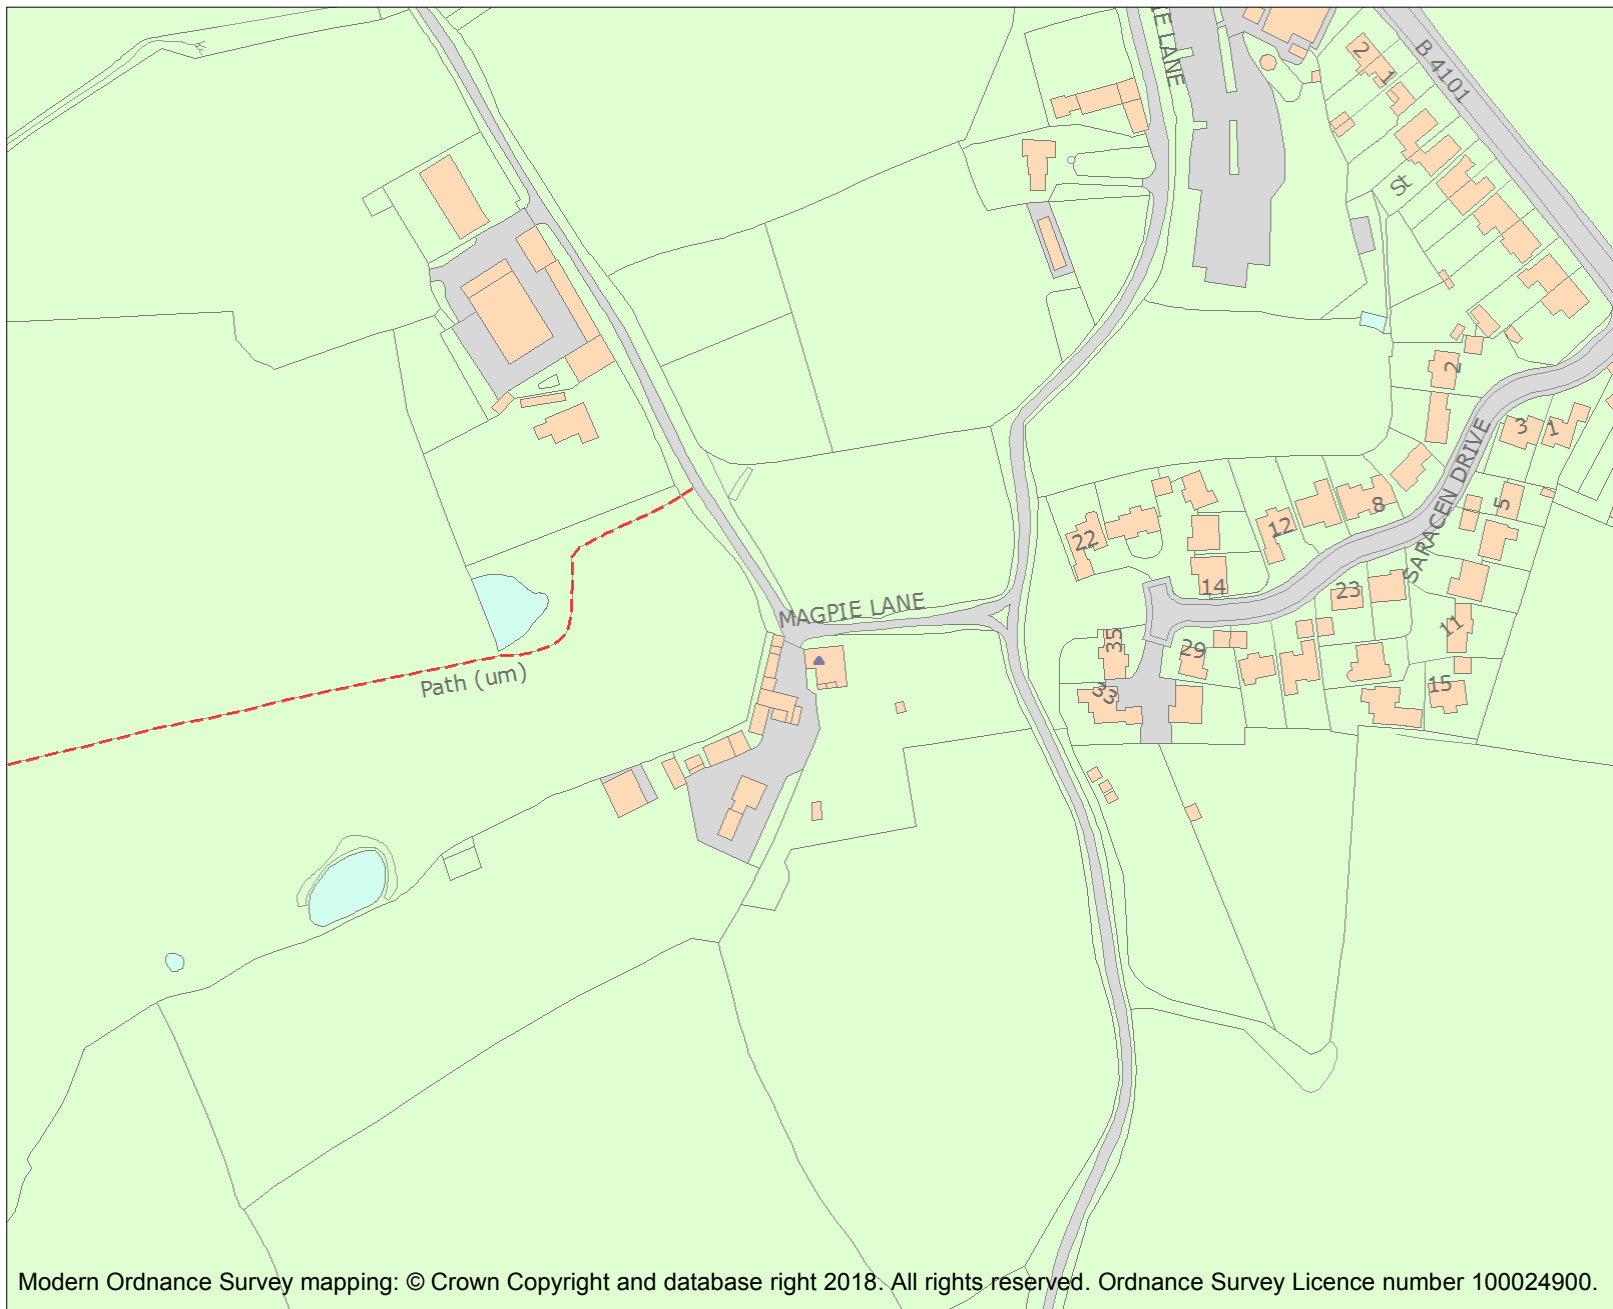 LANE
B 4101
2
1
St
2
3
1
SARACEN DRIVE
5
8
12
22
14
23
MAGPIE LANE
11
35
29
Path (um)
15
33
Modern Ordnance Survey mapping: © Crown Copyright and database right 2018. All rights reserved. Ordnance Survey Licence number 100024900.